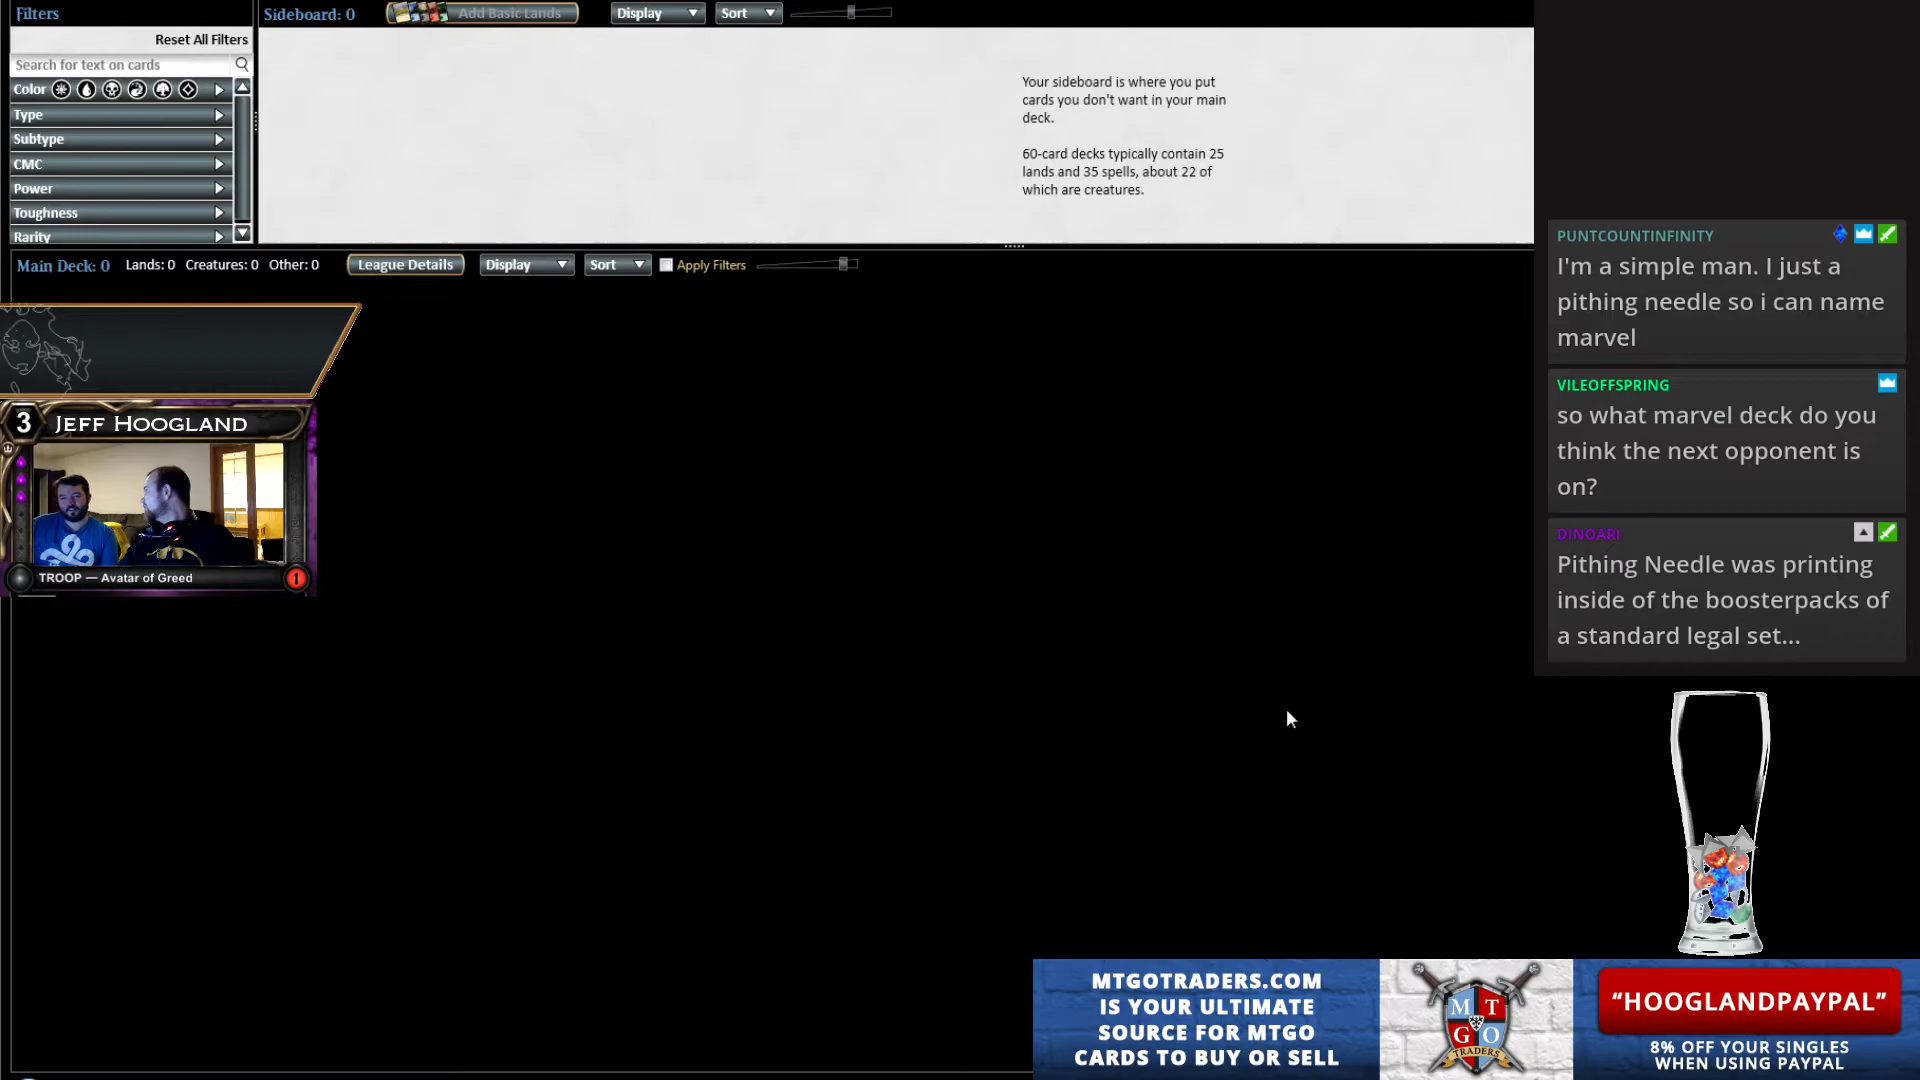 Filters
Reset All Filters
Search for text on cards
Color
Type
Subtype
CMC
Power
Toughness
Rarity
Sideboard: 0
Add Basic Lands
Display
Sort
Your sideboard is where you put
cards you don't want in your main
deck.
60-card decks typically contain 25
lands and 35 spells, about 22 of
which are creatures.
Main Deck: 0 Lands: 0 Creatures: 0 Other: 0
League Details
Display
Sort
Apply Filters
3 JEFF HOOGLAND
TROOP — Avatar of Greed
1
PUNTCOUNTINFINITY
I'm a simple man. I just a
pithing needle so i can name
marvel
VILEOFFSPRING
so what marvel deck do you
think the next opponent is
on?
DINOARI
Pithing Needle was printing
inside of the boosterpacks of
a standard legal set...
MTGOTRADERS.COM
IS YOUR ULTIMATE
SOURCE FOR MTGO
CARDS TO BUY OR SELL
M T
G O
TRADERS
"HOOGLANDPAYPAL"
8% OFF YOUR SINGLES
WHEN USING PAYPAL